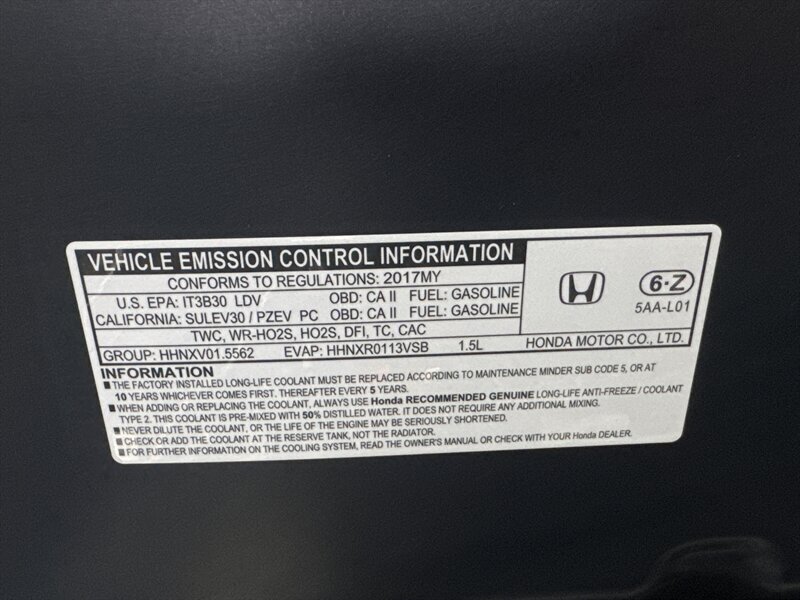 VEHICLE EMISSION CONTROL INFORMATION
CONFORMS TO REGULATIONS: 2017MY
U.S. EPA: IT3B30 LDV OBD: CA II FUEL: GASOLINE
CALIFORNIA: SULEV30 / PZEV PC OBD: CA II FUEL: GASOLINE
TWC, WR-HO2S, HO2S, DFI, TC, CAC
GROUP: HHNXV01.5562 EVAP: HHNXR0113VSB 1.5L
6·Z
5AA-L01
HONDA MOTOR CO., LTD.
INFORMATION
■ THE FACTORY INSTALLED LONG-LIFE COOLANT MUST BE REPLACED ACCORDING TO MAINTENANCE MINDER SUB CODE 5, OR AT
10 YEARS WHICHEVER COMES FIRST. THEREAFTER EVERY 5 YEARS.
■ WHEN ADDING OR REPLACING THE COOLANT, ALWAYS USE Honda RECOMMENDED GENUINE LONG-LIFE ANTI-FREEZE / COOLANT
TYPE 2. THIS COOLANT IS PRE-MIXED WITH 50% DISTILLED WATER. IT DOES NOT REQUIRE ANY ADDITIONAL MIXING.
■ NEVER DILUTE THE COOLANT, OR THE LIFE OF THE ENGINE MAY BE SERIOUSLY SHORTENED.
■ CHECK OR ADD THE COOLANT AT THE RESERVE TANK, NOT THE RADIATOR.
■ FOR FURTHER INFORMATION ON THE COOLING SYSTEM, READ THE OWNER'S MANUAL OR CHECK WITH YOUR Honda DEALER.